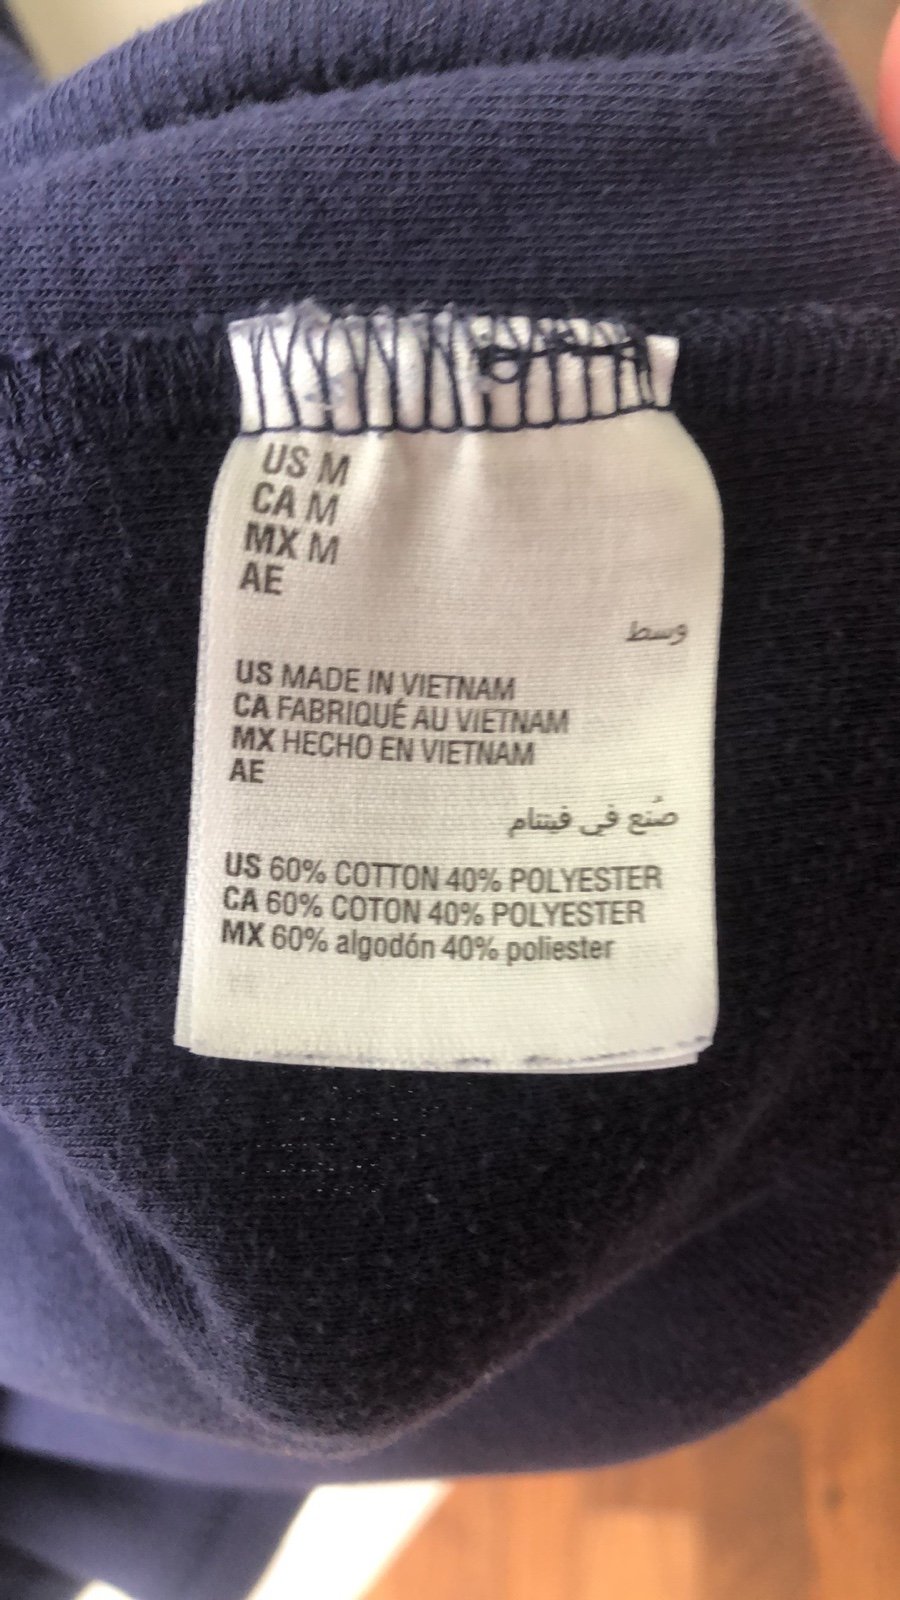 US M
CA M
MX M
AE
وسط
US MADE IN VIETNAM
CA FABRIQUÉ AU VIETNAM
MX HECHO EN VIETNAM
AE
صُنع في فيتنام
US 60% COTTON 40% POLYESTER
CA 60% COTON 40% POLYESTER
MX 60% algodón 40% poliester